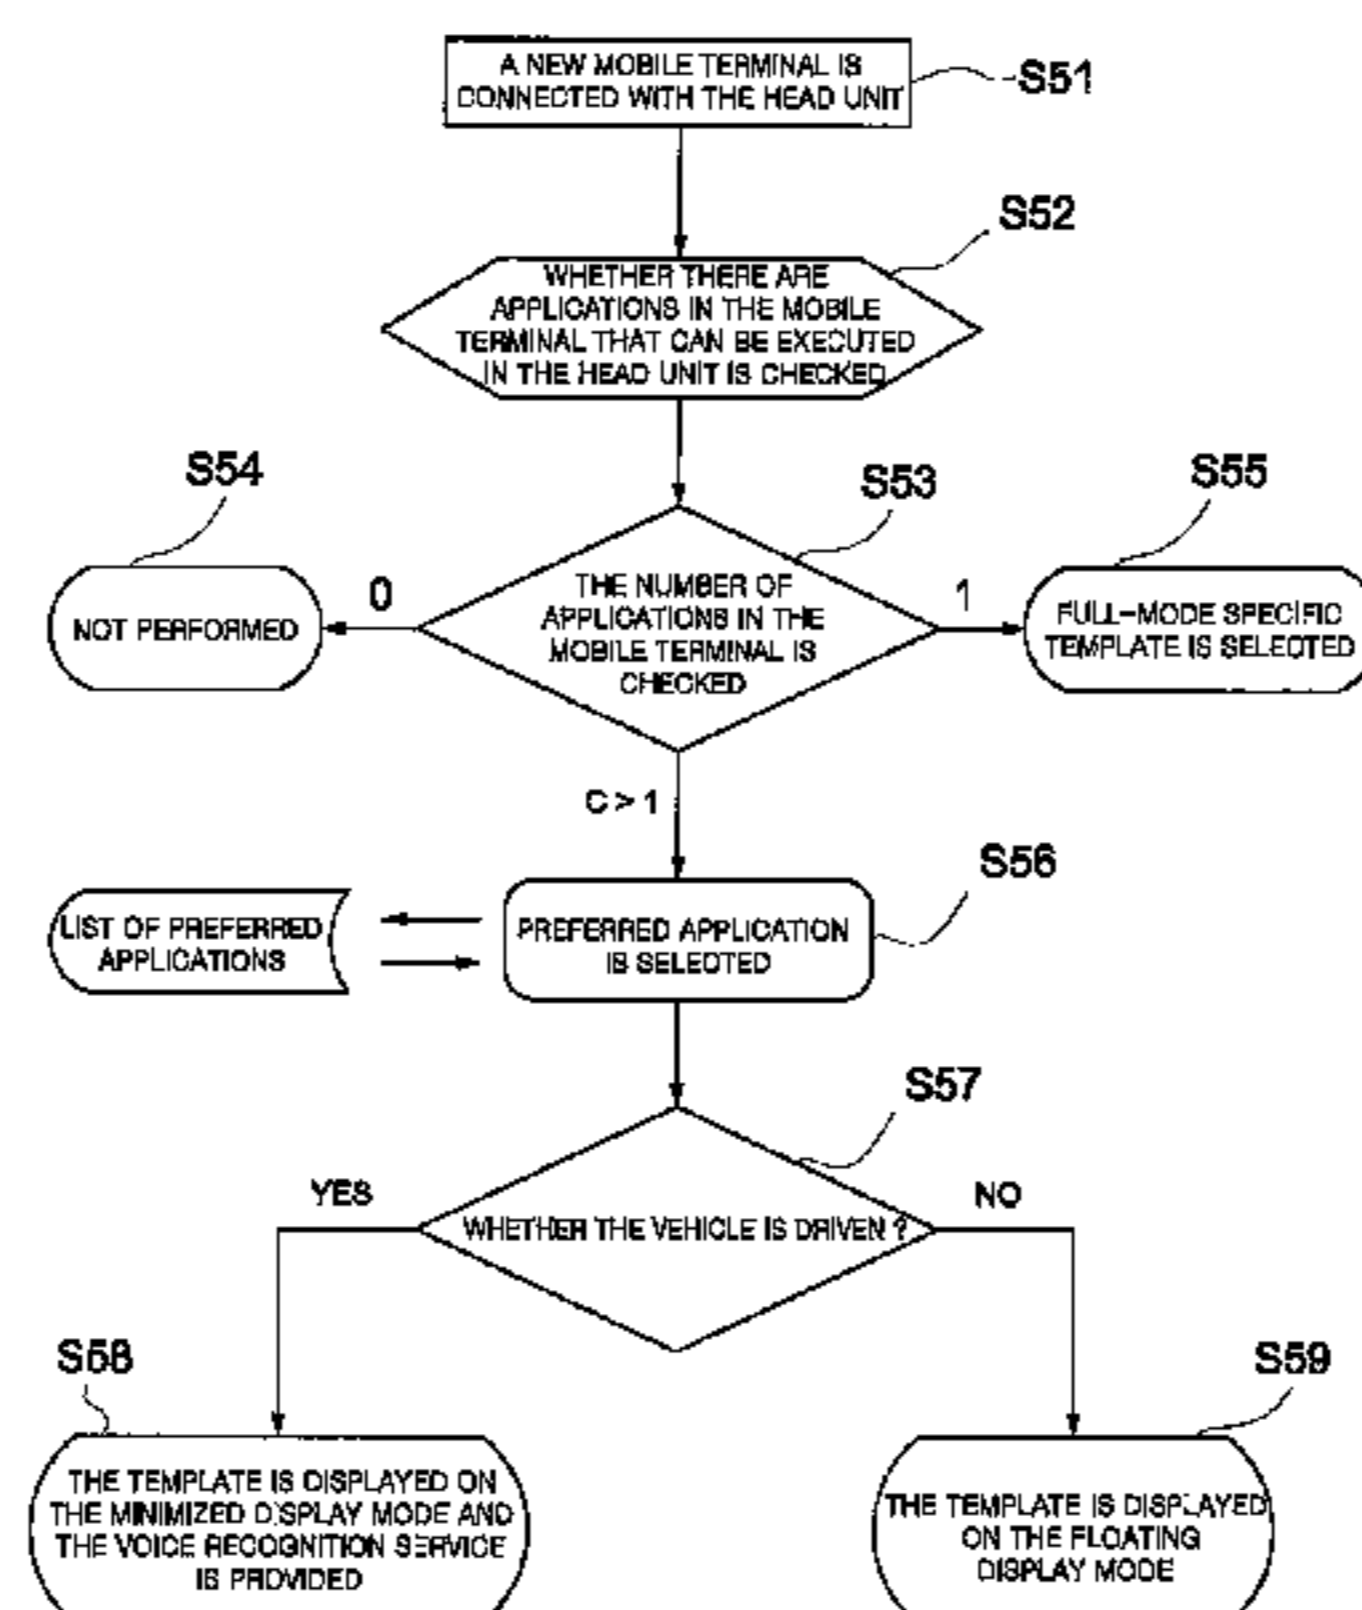 A NEW MOBILE TERMINAL IS
CONNECTED WITH THE HEAD UNIT
S51
S52
WHETHER THERE ARE
APPLICATIONS IN THE MOBILE
TERMINAL THAT CAN BE EXECUTED
IN THE HEAD UNIT IS CHECKED
S54
S53
S55
NOT PERFORMED
0
THE NUMBER OF
APPLICATIONS IN THE
MOBILE TERMINAL IS
CHECKED
1
FULL-MODE SPECIFIC
TEMPLATE IS SELECTED
C > 1
S56
LIST OF PREFERRED
APPLICATIONS
PREFERRED APPLICATION
IS SELECTED
S57
YES
WHETHER THE VEHICLE IS DRIVEN ?
NO
S58
S59
THE TEMPLATE IS DISPLAYED ON
THE MINIMIZED DISPLAY MODE AND
THE VOICE RECOGNITION SERVICE
IS PROVIDED
THE TEMPLATE IS DISPLAYED
ON THE FLOATING
DISPLAY MODE